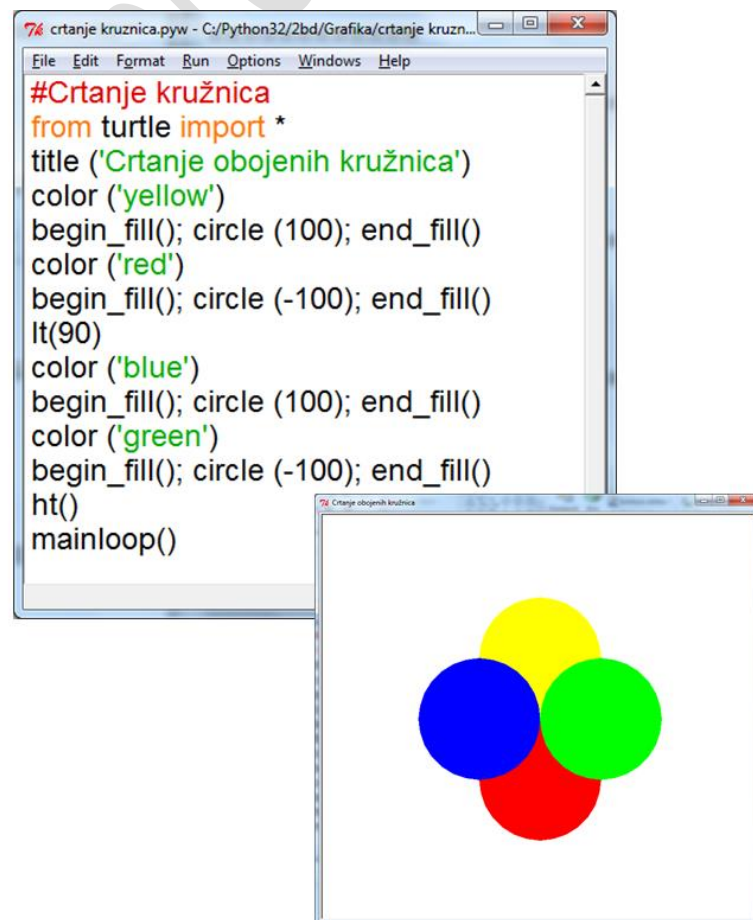 crtanje kruznica.pyw - C:/Python32/2bd/Grafika/crtanje kruzn...
File Edit Format Run Options Windows Help
#Crtanje kružnica
from turtle import *
title ('Crtanje obojenih kružnica')
color ('yellow')
begin_fill(); circle (100); end_fill()
color ('red')
begin_fill(); circle (-100); end_fill()
lt(90)
color ('blue')
begin_fill(); circle (100); end_fill()
color ('green')
begin_fill(); circle (-100); end_fill()
ht()
mainloop()
Crtanje obojenih kružnica